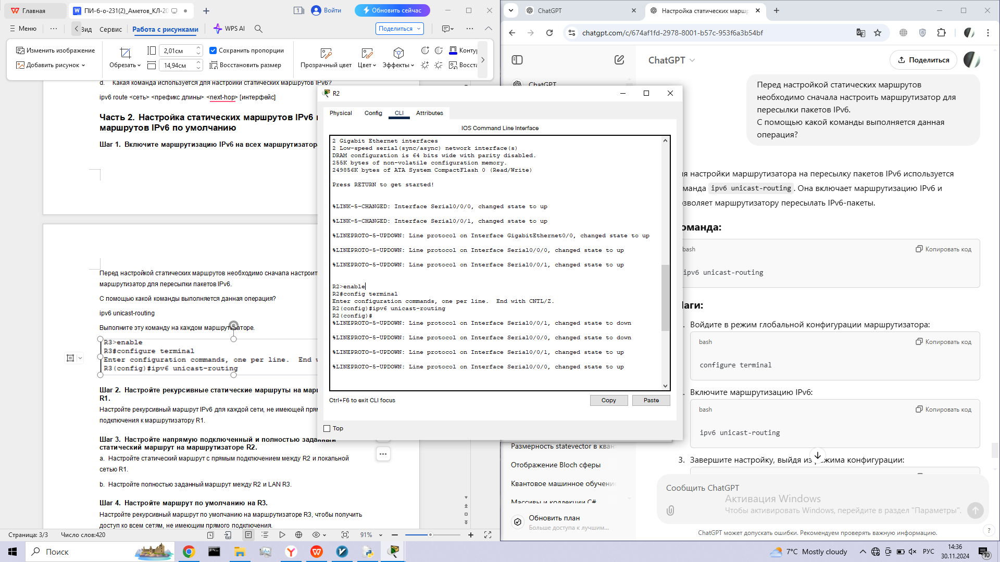 Главная
ПИ-б-о-231(2)_Аметов_КЛ-20
1
Войти
Обновить сейчас
Меню
Вид
Сервис
Работа с рисунками
WPS AI
Поделиться
Изменить изображение
Добавить рисунок
Обрезать
2,01см
14,94см
Сохранить пропорции
Восстановить размер
Прозрачный цвет
Цвет
Эффекты
Контур
Восста
d. Какая команда используется для настройки статических маршрутов IPv6?
ipv6 route <сеть> <префикс длины> <next-hop> [интерфейс]
Часть 2. Настройка статических маршрутов IPv6 и
маршрутов IPv6 по умолчанию
Шаг 1. Включите маршрутизацию IPv6 на всех маршрутизатор
Перед настройкой статических маршрутов необходимо сначала настроит
маршрутизатор для пересылки пакетов IPv6.
С помощью какой команды выполняется данная операция?
ipv6 unicast-routing
Выполните эту команду на каждом маршрутизаторе.
R3>enable
R3#configure terminal
Enter configuration commands, one per line. End w
R3(config)#ipv6 unicast-routing
Шаг 2. Настройте рекурсивные статические маршруты на мар
R1.
Настройте рекурсивный маршрут IPv6 для каждой сети, не имеющей прям
подключения к маршрутизатору R1.
Шаг 3. Настройте напрямую подключенный и полностью заданный
статический маршрут на маршрутизаторе R2.
a. Настройте статический маршрут с прямым подключением между R2 и локальной
сетью R1.
b. Настройте полностью заданный маршрут между R2 и LAN R3.
Шаг 4. Настройте маршрут по умолчанию на R3.
Настройте рекурсивный маршрут по умолчанию на маршрутизаторе R3, чтобы получить
доступ ко всем сетям, не имеющим прямого подключения.
Страница: 3/3
Число слов:420
91%
R2
Physical
Config
CLI
Attributes
IOS Command Line Interface
2 Gigabit Ethernet interfaces
2 Low-speed serial(sync/async) network interface(s)
DRAM configuration is 64 bits wide with parity disabled.
255K bytes of non-volatile configuration memory.
249856K bytes of ATA System CompactFlash 0 (Read/Write)
Press RETURN to get started!
%LINK-5-CHANGED: Interface Serial0/0/0, changed state to up
%LINK-5-CHANGED: Interface Serial0/0/1, changed state to up
%LINEPROTO-5-UPDOWN: Line protocol on Interface GigabitEthernet0/0, changed state to up
%LINEPROTO-5-UPDOWN: Line protocol on Interface Serial0/0/0, changed state to up
%LINEPROTO-5-UPDOWN: Line protocol on Interface Serial0/0/1, changed state to up
R2>enable
R2#config terminal
Enter configuration commands, one per line. End with CNTL/Z.
R2(config)#ipv6 unicast-routing
R2(config)#
%LINEPROTO-5-UPDOWN: Line protocol on Interface Serial0/0/1, changed state to down
%LINEPROTO-5-UPDOWN: Line protocol on Interface Serial0/0/0, changed state to down
%LINEPROTO-5-UPDOWN: Line protocol on Interface Serial0/0/1, changed state to up
%LINEPROTO-5-UPDOWN: Line protocol on Interface Serial0/0/0, changed state to up
Ctrl+F6 to exit CLI focus
Copy
Paste
Top
ChatGPT
Настройка статических маршр
chatgpt.com/c/674af1fd-2978-8001-b57c-953f6a3b54bf
ChatGPT
ChatGPT
Поделиться
Перед настройкой статических маршрутов
необходимо сначала настроить маршрутизатор для
пересылки пакетов IPv6.
С помощью какой команды выполняется данная
операция?
ля настройки маршрутизатора на пересылку пакетов IPv6 используется
манда ipv6 unicast-routing. Она включает маршрутизацию IPv6 и
зволяет маршрутизатору пересылать IPv6-пакеты.
оманда:
bash
Копировать код
ipv6 unicast-routing
аги:
Войдите в режим глобальной конфигурации маршрутизатора:
bash
Копировать код
configure terminal
Включите маршрутизацию IPv6:
bash
Копировать код
ipv6 unicast-routing
3. Завершите настройку, выйдя из режима конфигурации:
Размерность statevector в квант
Отображение Bloch сферы
Квантовое машинное обучение
Массивы и коллекции C#
Обновить план
Больше доступа к лучшим...
Сообщить ChatGPT
Активация Windows
Чтобы активировать Windows, перейдите в раздел "Параметры".
ChatGPT может допускать ошибки. Рекомендуем проверять важную информацию.
?
Поиск
7°C Mostly cloudy
РУС
14:36
30.11.2024
10